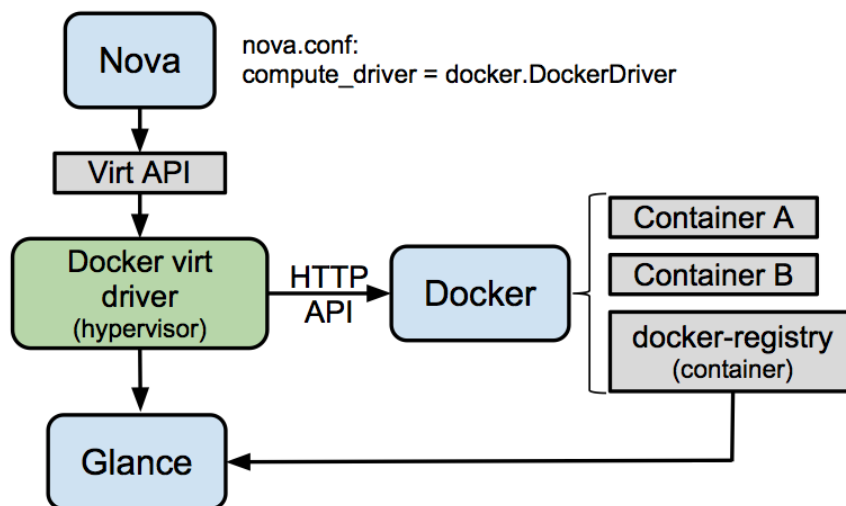 Nova
nova.conf:
compute_driver = docker.DockerDriver
Virt API
Docker virt
driver
(hypervisor)
HTTP
API
Docker
Container A
Container B
docker-registry
(container)
Glance